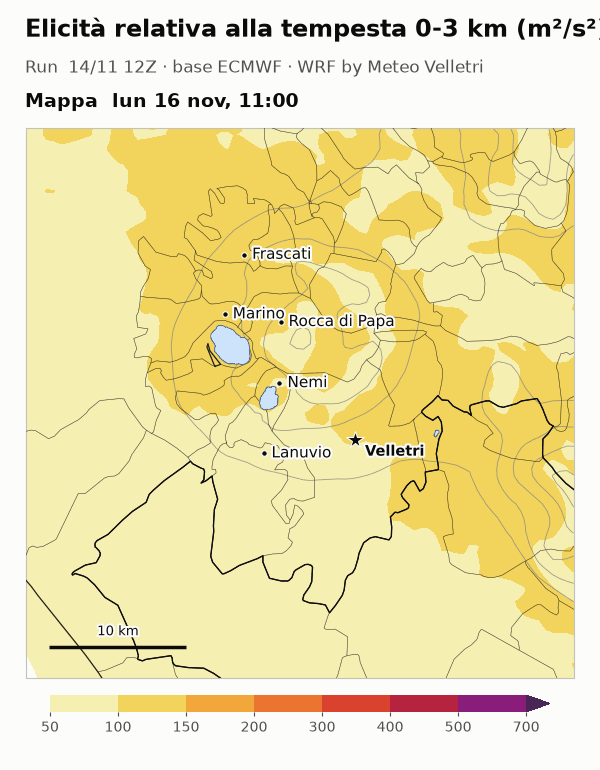 Elicità relativa alla tempesta 0-3 km (m²/s²)
Run 14/11 12Z · base ECMWF · WRF by Meteo Velletri
Mappa lun 16 nov, 11:00
Frascati
Marino
Rocca di Papa
Nemi
Velletri
Lanuvio
10 km
50 100 150 200 300 400 500 700